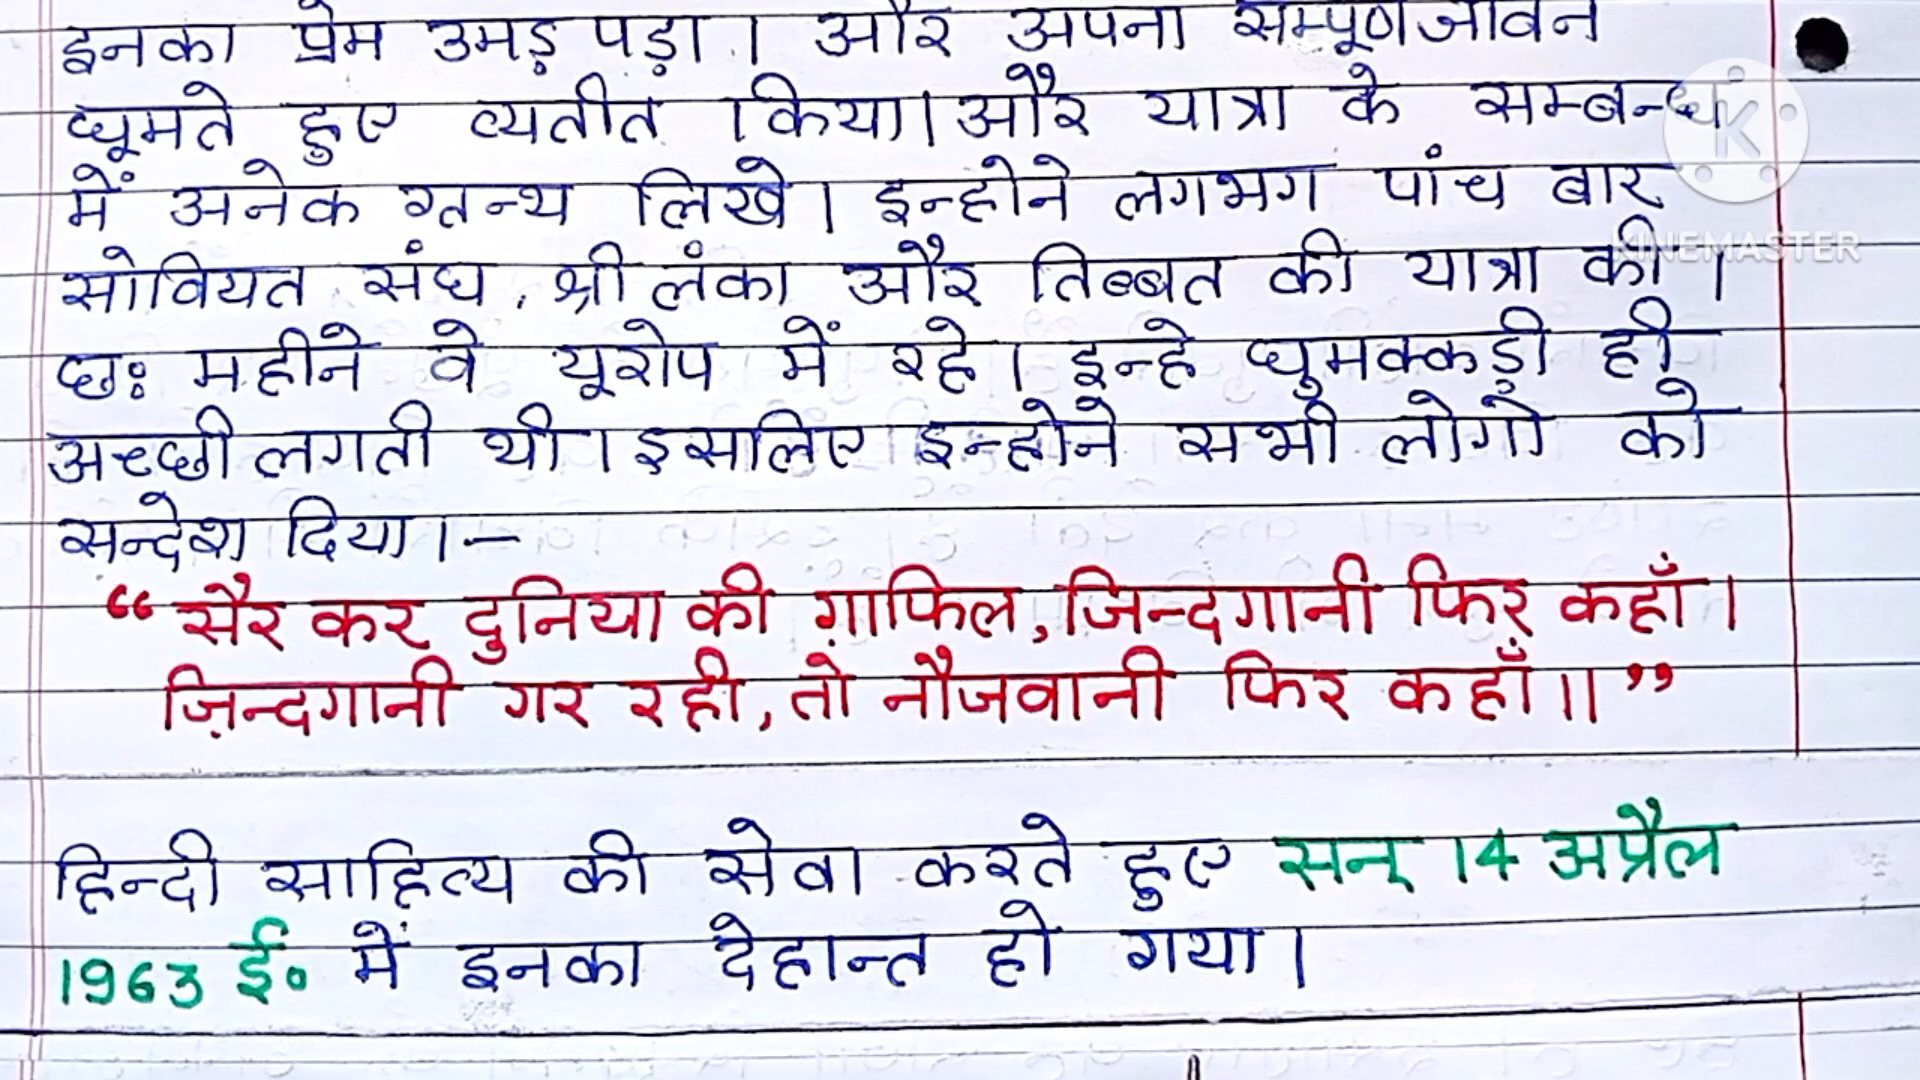 इनका प्रेम उमड़ पड़ा। और अपना सम्पूर्ण जीवन
घूमते हुए व्यतीत किया। और यात्रा के सम्बन्ध
में अनेक ग्रन्थ लिखे। इन्होने लगभग पांच बार
सोवियत संघ, श्री लंका और तिब्बत की यात्रा की।
छः महीने वे यूरोप में रहे। इन्हे घुमक्कड़ी ही
अच्छी लगती थी। इसलिए इन्होने सभी लोगो को
सन्देश दिया।-
“सैर कर दुनिया की ग़ाफिल, जिन्दगानी फिर कहाँ।
ज़िन्दगानी गर रही, तो नौजवानी फिर कहाँ॥”
हिन्दी साहित्य की सेवा करते हुए सन् 14 अप्रैल
1963 ई० में इनका देहान्त हो गया।
K
KINEMASTER